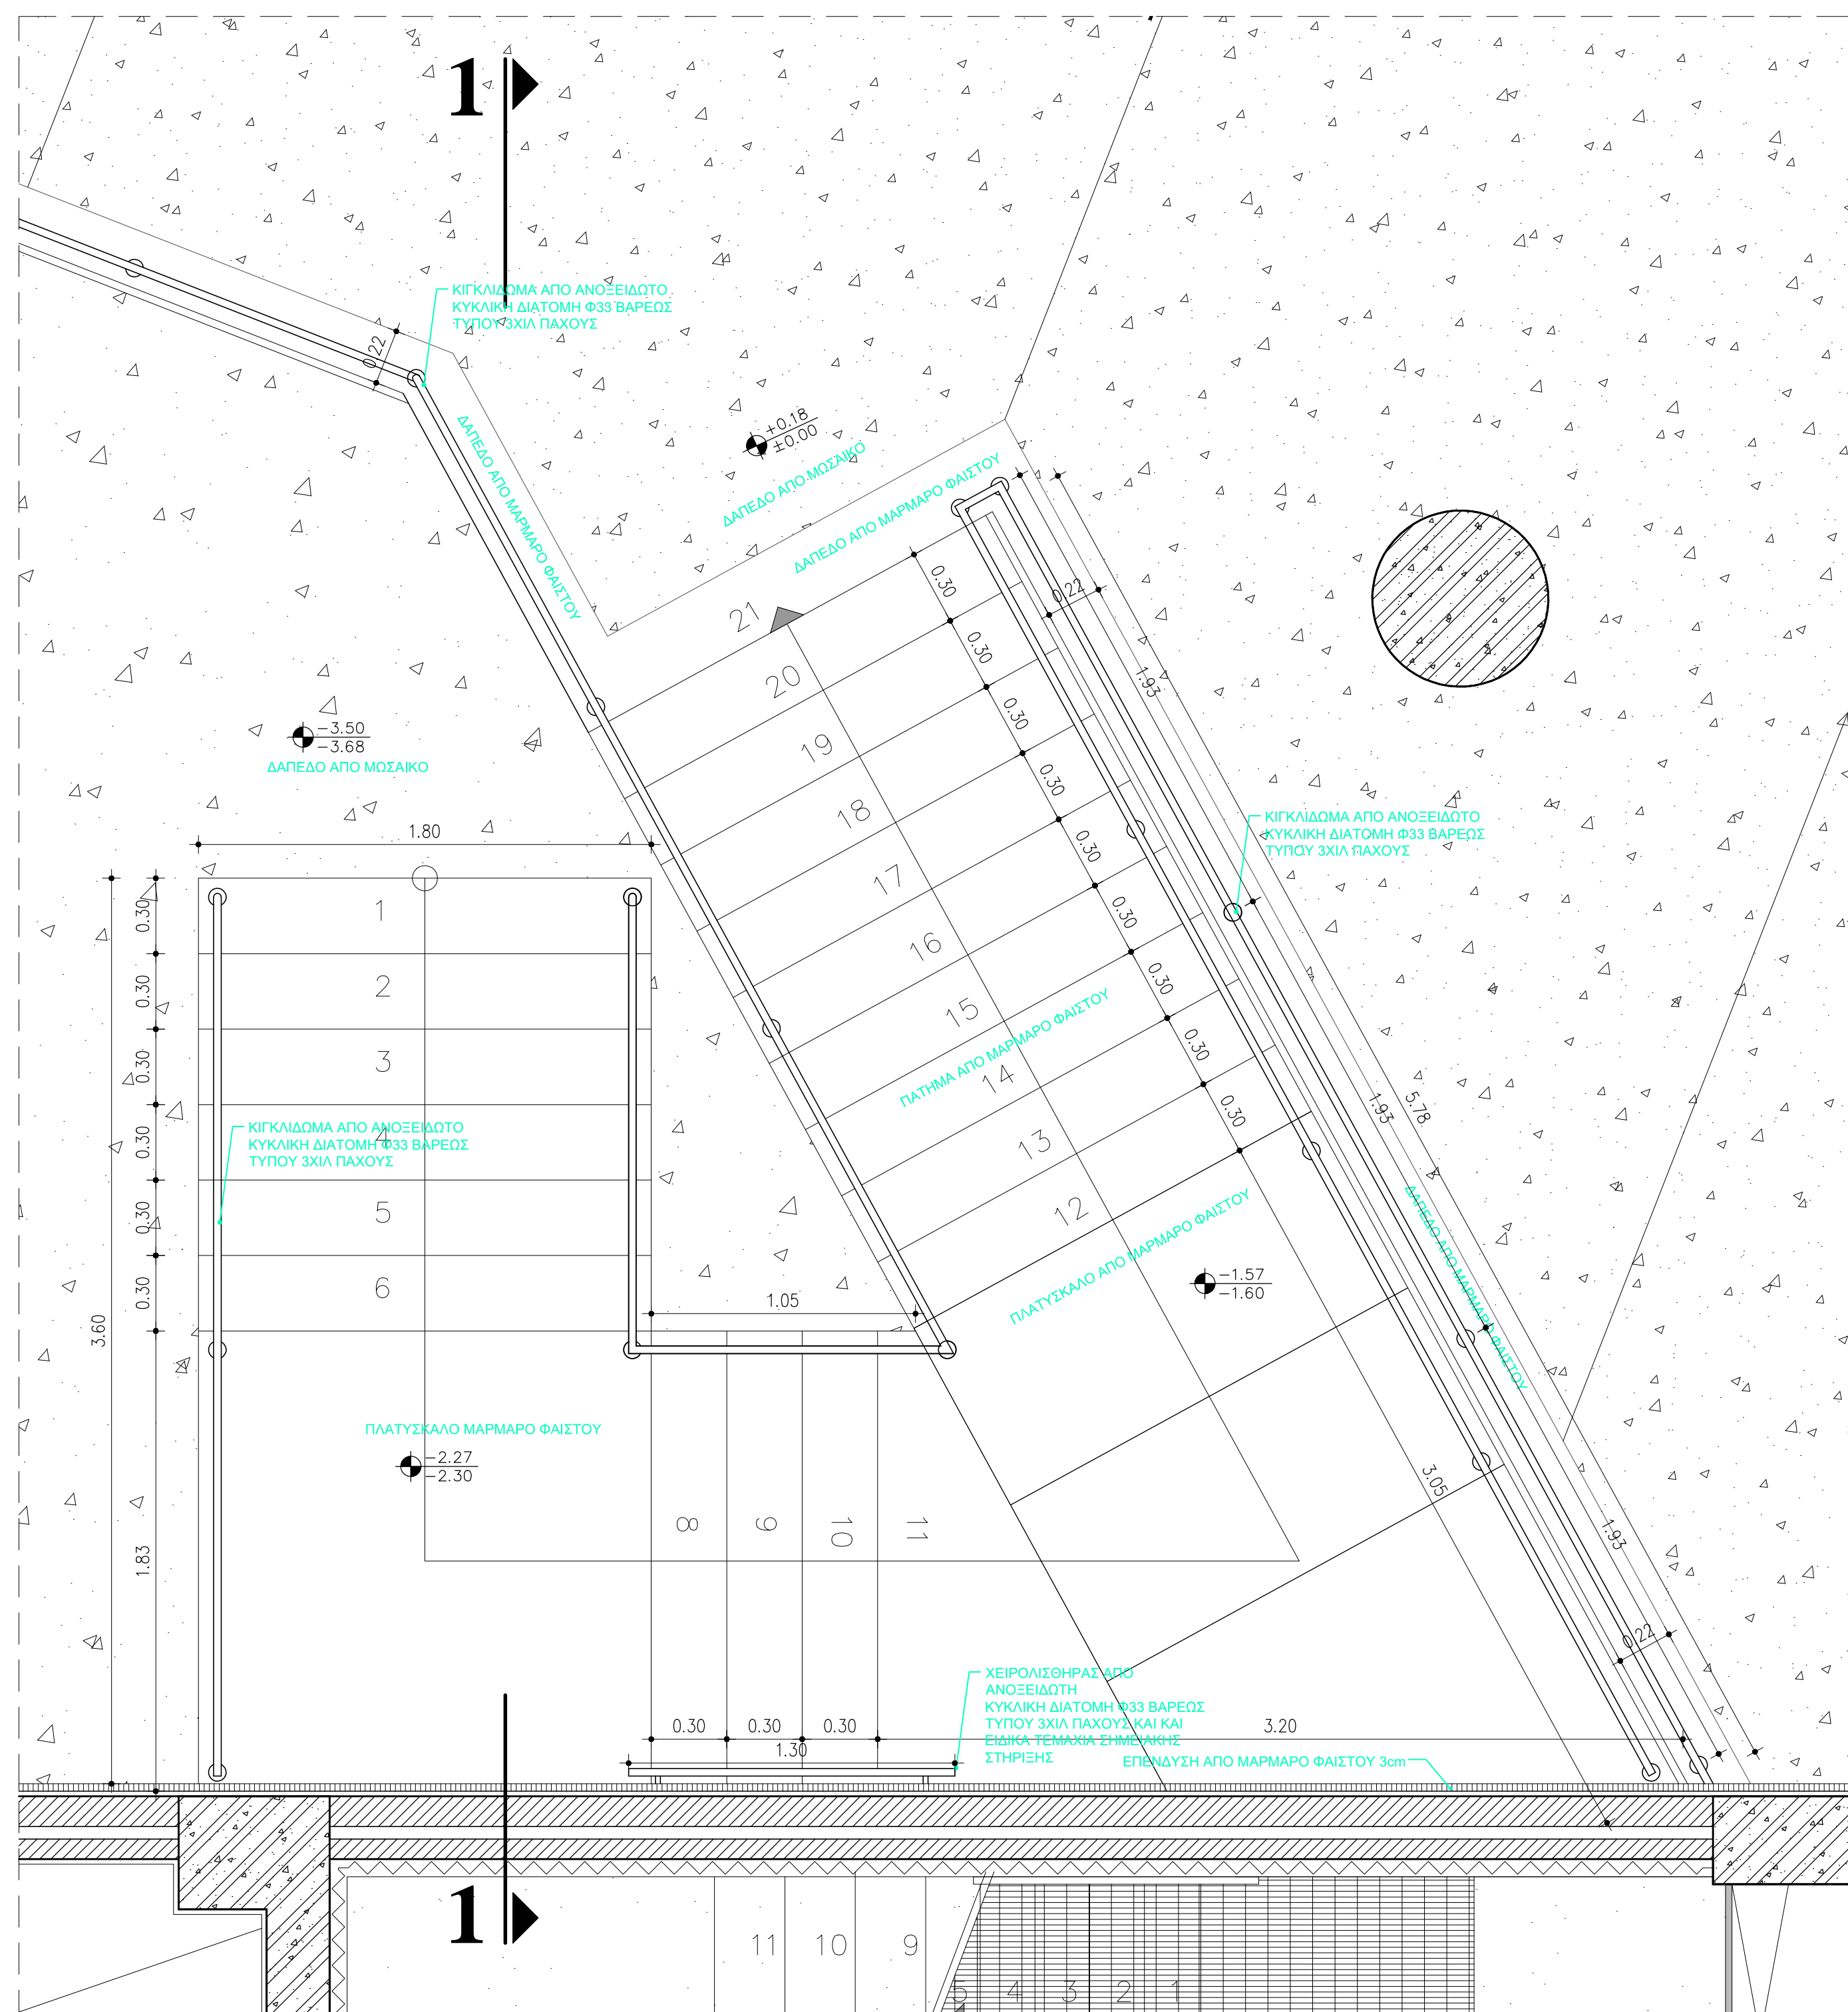 1
ΚΙΓΚΛΙΔΩΜΑ ΑΠΟ ΑΝΟΞΕΙΔΩΤΟ
ΚΥΚΛΙΚΗ ΔΙΑΤΟΜΗ Φ33 ΒΑΡΕΩΣ
ΤΥΠΟΥ 3ΧΙΛ ΠΑΧΟΥΣ
0.22
ΔΑΠΕΔΟ ΑΠΟ ΜΑΡΜΑΡΟ ΦΑΙΣΤΟΥ
+0.18
±0.00
ΔΑΠΕΔΟ ΑΠΟ ΜΩΣΑΙΚΟ
ΔΑΠΕΔΟ ΑΠΟ ΜΑΡΜΑΡΟ ΦΑΙΣΤΟΥ
21
20
19
18
17
16
15
14
13
12
0.30
0.30
0.30
0.30
0.30
0.30
0.30
0.30
0.30
0.22
1.93
-3.50
-3.68
ΔΑΠΕΔΟ ΑΠΟ ΜΩΣΑΙΚΟ
ΚΙΓΚΛΙΔΩΜΑ ΑΠΟ ΑΝΟΞΕΙΔΩΤΟ
ΚΥΚΛΙΚΗ ΔΙΑΤΟΜΗ Φ33 ΒΑΡΕΩΣ
ΤΥΠΟΥ 3ΧΙΛ ΠΑΧΟΥΣ
1.80
1
2
3
4
5
6
0.30
0.30
0.30
0.30
0.30
0.30
3.60
1.83
ΚΙΓΚΛΙΔΩΜΑ ΑΠΟ ΑΝΟΞΕΙΔΩΤΟ
ΚΥΚΛΙΚΗ ΔΙΑΤΟΜΗ Φ33 ΒΑΡΕΩΣ
ΤΥΠΟΥ 3ΧΙΛ ΠΑΧΟΥΣ
ΠΑΤΗΜΑ ΑΠΟ ΜΑΡΜΑΡΟ ΦΑΙΣΤΟΥ
1.93
5.78
ΔΑΠΕΔΟ ΑΠΟ ΜΑΡΜΑΡΟ ΦΑΙΣΤΟΥ
ΠΛΑΤΥΣΚΑΛΟ ΑΠΟ ΜΑΡΜΑΡΟ ΦΑΙΣΤΟΥ
-1.57
-1.60
1.05
ΠΛΑΤΥΣΚΑΛΟ ΜΑΡΜΑΡΟ ΦΑΙΣΤΟΥ
-2.27
-2.30
8
9
10
11
3.05
1.93
0.22
ΧΕΙΡΟΛΙΣΘΗΡΑΣ ΑΠΟ
ΑΝΟΞΕΙΔΩΤΗ
ΚΥΚΛΙΚΗ ΔΙΑΤΟΜΗ Φ33 ΒΑΡΕΩΣ
ΤΥΠΟΥ 3ΧΙΛ ΠΑΧΟΥΣ ΚΑΙ ΚΑΙ
ΕΙΔΙΚΑ ΤΕΜΑΧΙΑ ΣΗΜΕΙΑΚΗΣ
ΣΤΗΡΙΞΗΣ
0.30
0.30
0.30
3.20
1.30
ΕΠΕΝΔΥΣΗ ΑΠΟ ΜΑΡΜΑΡΟ ΦΑΙΣΤΟΥ 3cm
1
11
10
9
5
4
3
2
1